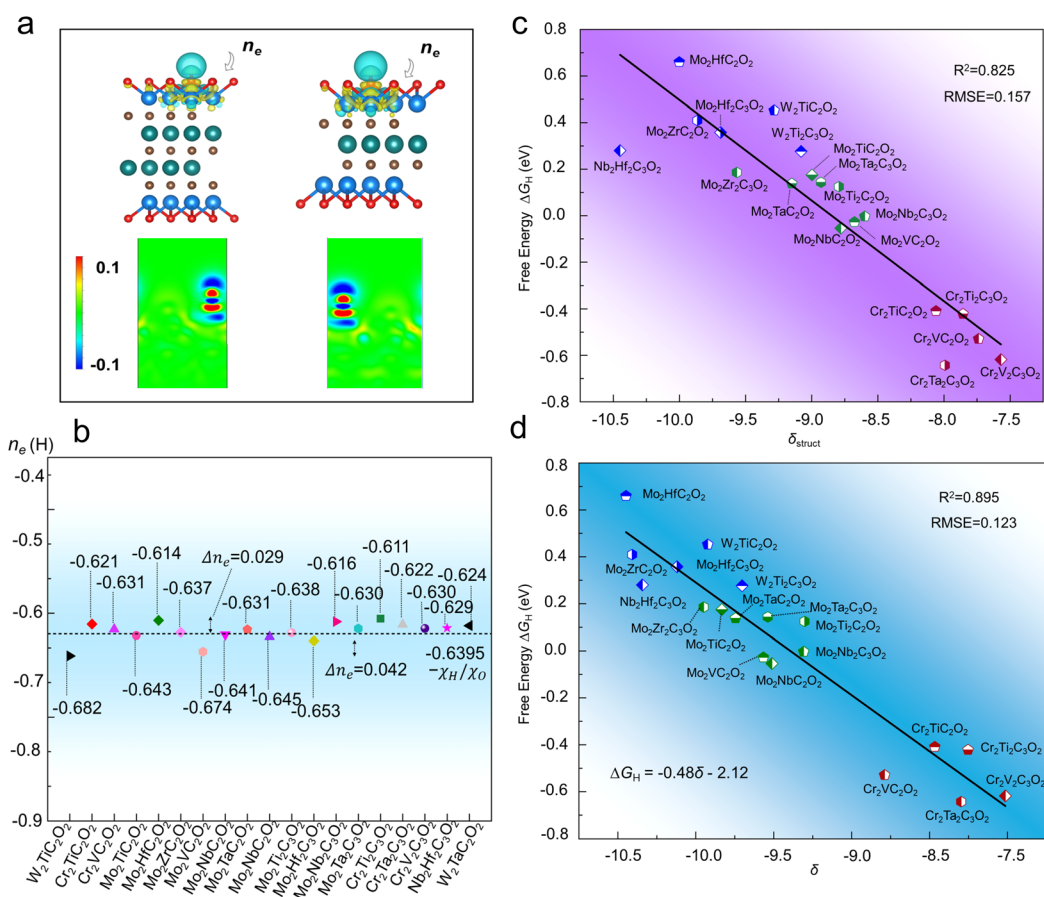 a
n_e
n_e
0.1
-0.1
b
n_e (H)
-0.4
-0.5
-0.6
-0.7
-0.8
-0.9
-0.621
-0.631
-0.614
-0.637
Δn_e=0.029
-0.631
-0.638
-0.616
-0.630
-0.611
-0.622
-0.630
-0.629
-0.624
-0.6395
−χ_H/χ_O
Δn_e=0.042
-0.682
-0.643
-0.674
-0.641
-0.645
-0.653
W₂TiC₂O₂
Cr₂TiC₂O₂
Cr₂VC₂O₂
Mo₂TiC₂O₂
Mo₂HfC₂O₂
Mo₂ZrC₂O₂
Mo₂VC₂O₂
Mo₂NbC₂O₂
Mo₂TaC₂O₂
Mo₂NbC₂O₂
Mo₂Ti₂C₃O₂
Mo₂Hf₂C₃O₂
Mo₂Nb₂C₃O₂
Mo₂Ta₂C₃O₂
Cr₂Ti₂C₃O₂
Cr₂Ta₂C₃O₂
Cr₂V₂C₃O₂
Nb₂Hf₂C₃O₂
W₂TaC₂O₂
c
Free Energy ΔG_H (eV)
0.8
0.6
0.4
0.2
0.0
-0.2
-0.4
-0.6
-0.8
R²=0.825
RMSE=0.157
Mo₂HfC₂O₂
Mo₂Hf₂C₃O₂
W₂TiC₂O₂
Mo₂ZrC₂O₂
W₂Ti₂C₃O₂
Nb₂Hf₂C₃O₂
Mo₂TiC₂O₂
Mo₂Ta₂C₃O₂
Mo₂Zr₂C₃O₂
Mo₂Ti₂C₂O₂
Mo₂TaC₂O₂
Mo₂Nb₂C₃O₂
Mo₂NbC₂O₂
Mo₂VC₂O₂
Cr₂Ti₂C₃O₂
Cr₂TiC₂O₂
Cr₂VC₂O₂
Cr₂V₂C₃O₂
Cr₂Ta₂C₃O₂
-10.5
-10.0
-9.5
-9.0
-8.5
-8.0
-7.5
δ_struct
d
Free Energy ΔG_H (eV)
0.8
0.6
0.4
0.2
0.0
-0.2
-0.4
-0.6
-0.8
R²=0.895
RMSE=0.123
Mo₂HfC₂O₂
W₂TiC₂O₂
Mo₂ZrC₂O₂
Mo₂Hf₂C₃O₂
Nb₂Hf₂C₃O₂
W₂Ti₂C₃O₂
Mo₂TaC₂O₂
Mo₂Ta₂C₃O₂
Mo₂Zr₂C₃O₂
Mo₂Ti₂C₂O₂
Mo₂TiC₂O₂
Mo₂Nb₂C₃O₂
Mo₂VC₂O₂
Mo₂NbC₂O₂
Cr₂TiC₂O₂
Cr₂Ti₂C₃O₂
Cr₂VC₂O₂
Cr₂V₂C₃O₂
Cr₂Ta₂C₃O₂
ΔG_H = -0.48δ - 2.12
-10.5
-10.0
-9.5
-9.0
-8.5
-8.0
-7.5
δ